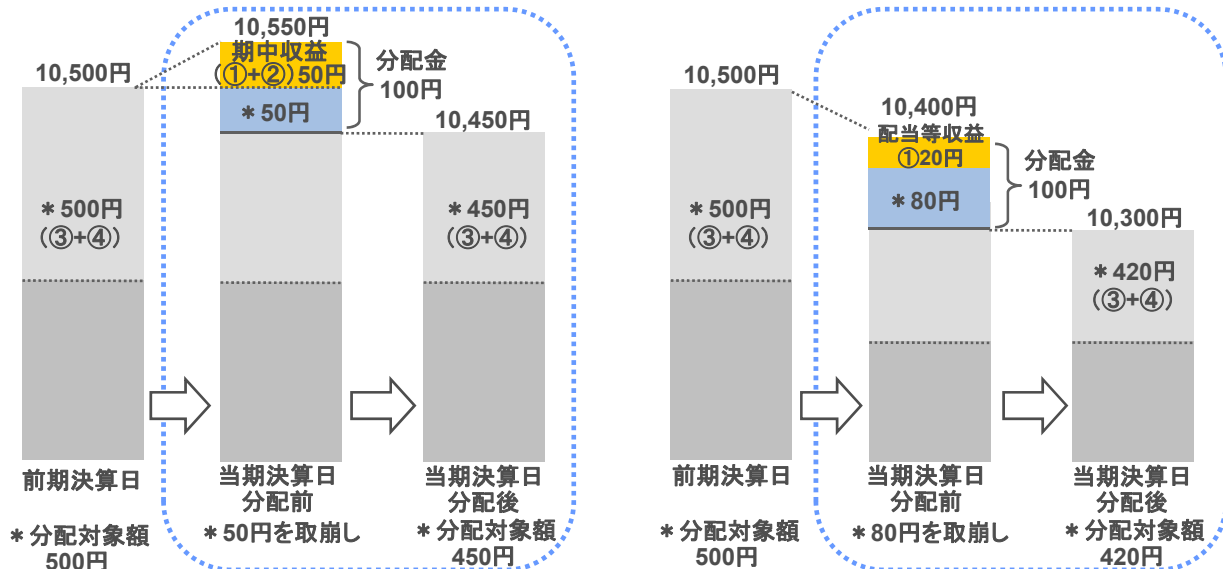 10,550円
期中収益
(①+②)50円
分配金
100円
10,500円
＊50円
10,450円
＊500円
(③+④)
＊450円
(③+④)
前期決算日
当期決算日
分配前
当期決算日
分配後
＊分配対象額
500円
＊50円を取崩し
＊分配対象額
450円
10,500円
10,400円
配当等収益
①20円
分配金
100円
＊80円
10,300円
＊500円
(③+④)
＊420円
(③+④)
前期決算日
当期決算日
分配前
当期決算日
分配後
＊分配対象額
500円
＊80円を取崩し
＊分配対象額
420円